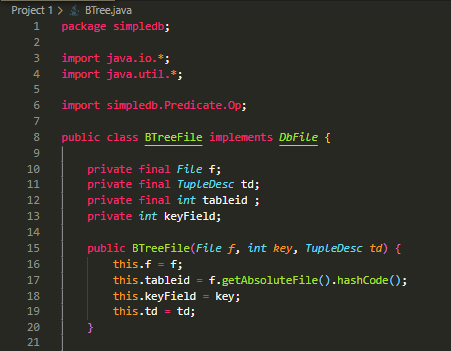 Project 1 > BTree.java
1 package simpledb;
2
3 import java.io.*;
4 import java.util.*;
5
6 import simpledb.Predicate.Op;
7
8 public class BTreeFile implements DbFile {
9
10 private final File f;
11 private final TupleDesc td;
12 private final int tableid ;
13 private int keyField;
14
15 public BTreeFile(File f, int key, TupleDesc td) {
16 this.f = f;
17 this.tableid = f.getAbsoluteFile().hashCode();
18 this.keyField = key;
19 this.td = td;
20 }
21